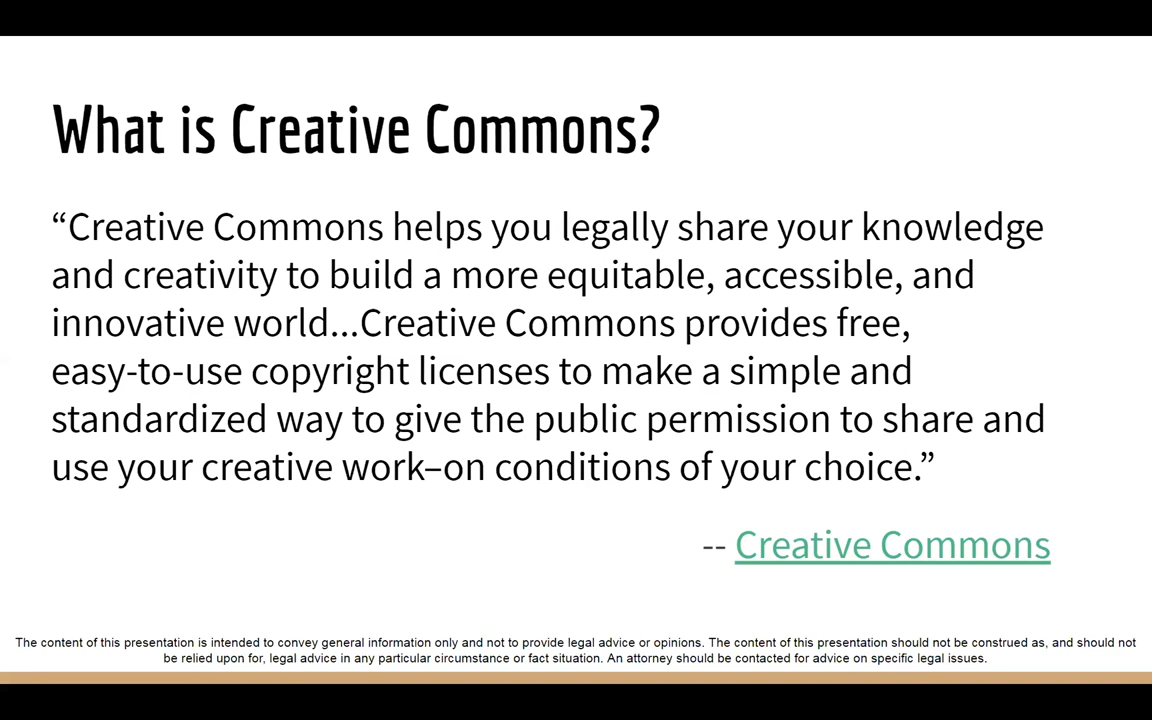 What is Creative Commons?
“Creative Commons helps you legally share your knowledge
and creativity to build a more equitable, accessible, and
innovative world...Creative Commons provides free,
easy-to-use copyright licenses to make a simple and
standardized way to give the public permission to share and
use your creative work–on conditions of your choice.”
-- Creative Commons
The content of this presentation is intended to convey general information only and not to provide legal advice or opinions. The content of this presentation should not be construed as, and should not
be relied upon for, legal advice in any particular circumstance or fact situation. An attorney should be contacted for advice on specific legal issues.